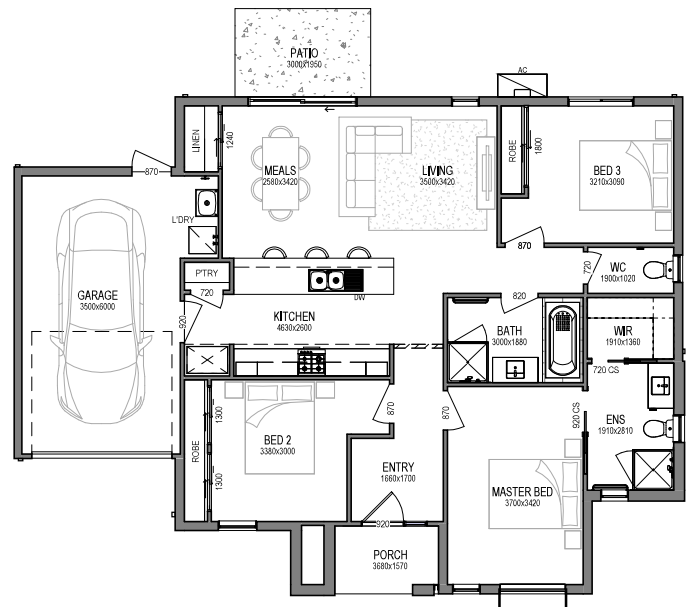 PATIO
3000X1950
AC
LINEN
1240
MEALS
2580x3420
LIVING
3500x3420
ROBE
1800
BED 3
3210x3090
870
L'DRY
870
720
WC
1900x1020
P'TRY
720
GARAGE
3500x6000
DW
820
920
KITCHEN
4630x2600
BATH
3000x1880
WIR
1910x1360
720 CS
1300
870
870
920 CS
ROBE
BED 2
3380x3000
ENS
1910x2810
1300
ENTRY
1660x1700
MASTER BED
3700x3420
920
PORCH
3680x1570